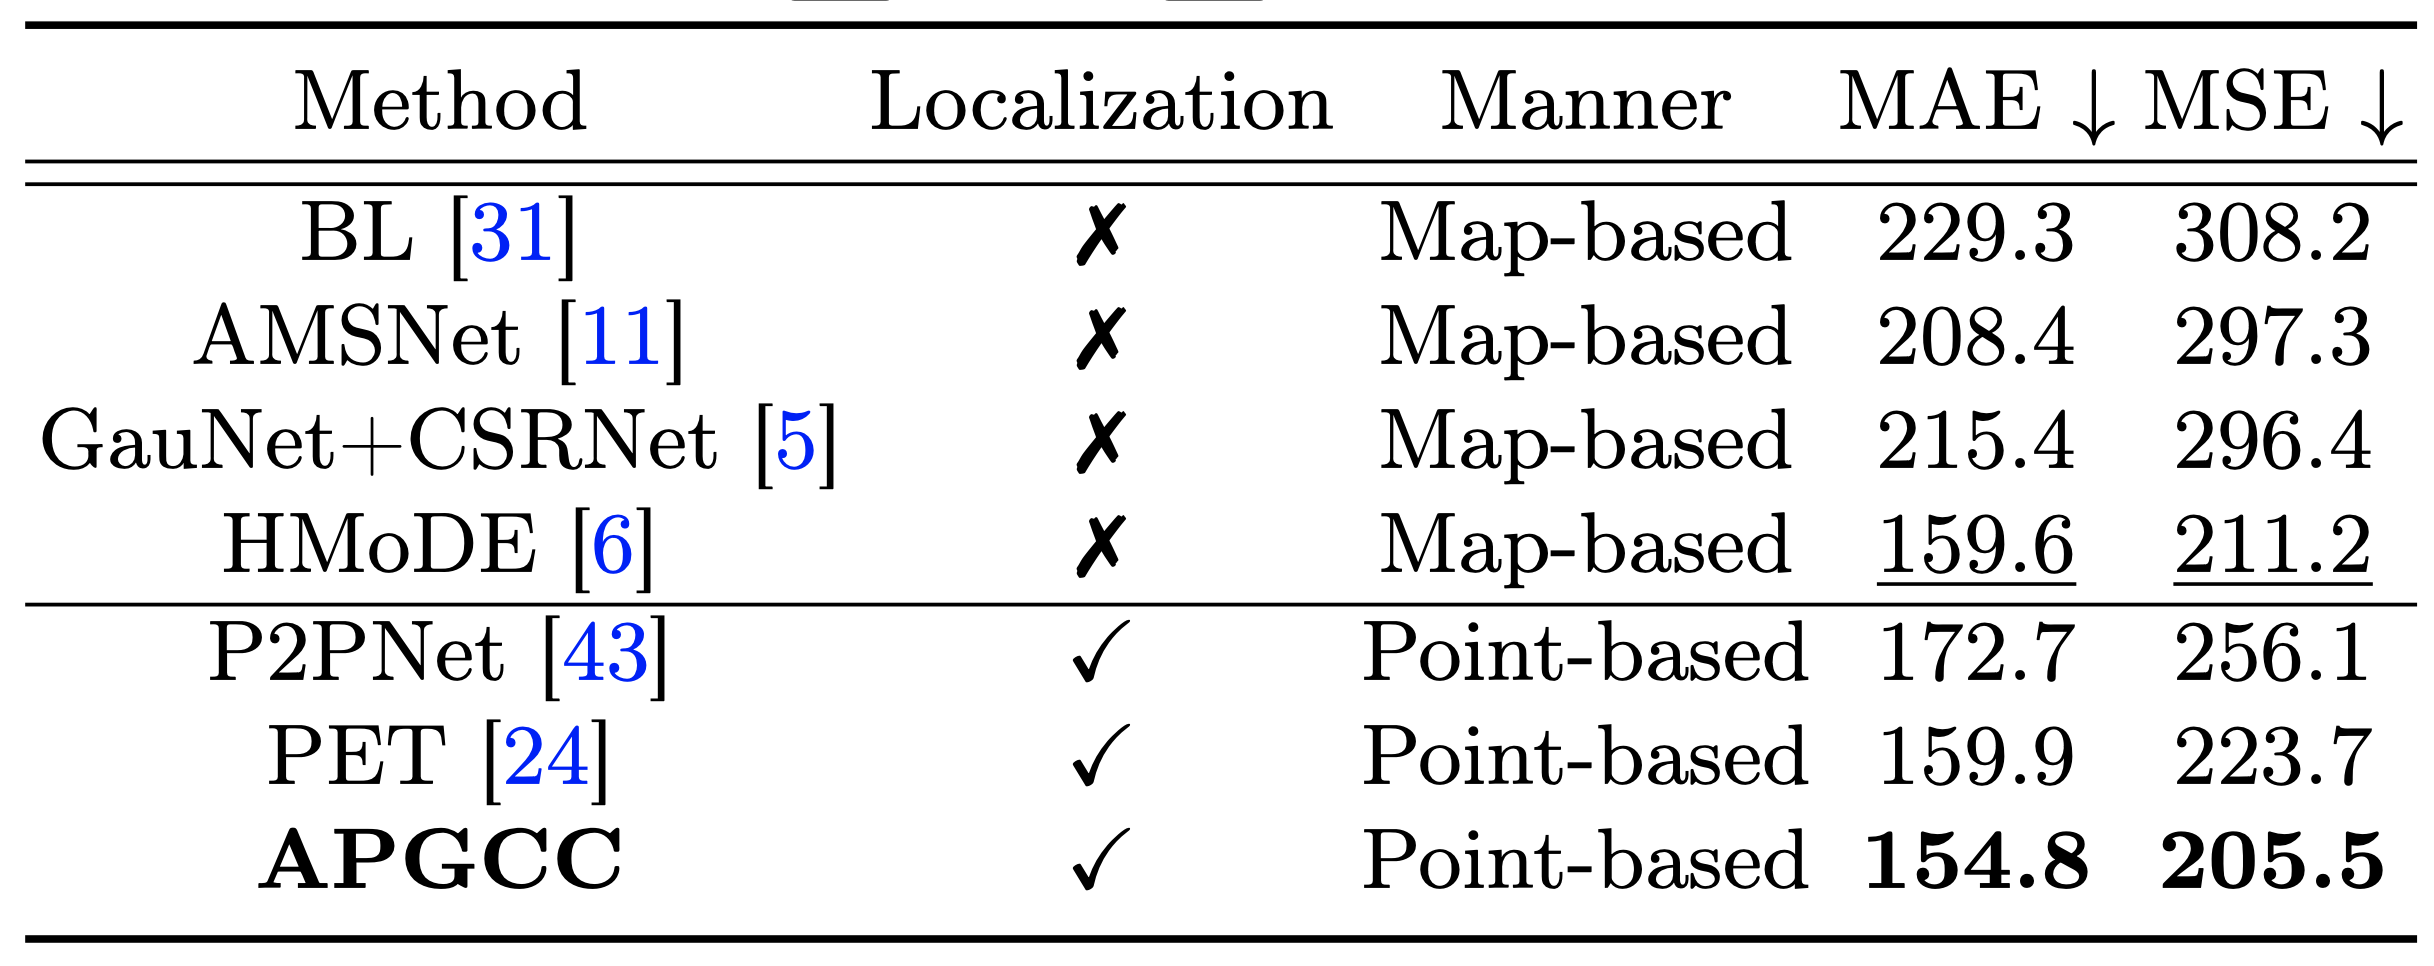 Method Localization Manner MAE ↓ MSE ↓
BL [31] ✗ Map-based 229.3 308.2
AMSNet [11] ✗ Map-based 208.4 297.3
GauNet+CSRNet [5] ✗ Map-based 215.4 296.4
HMoDE [6] ✗ Map-based 159.6 211.2
P2PNet [43] ✓ Point-based 172.7 256.1
PET [24] ✓ Point-based 159.9 223.7
APGCC ✓ Point-based 154.8 205.5